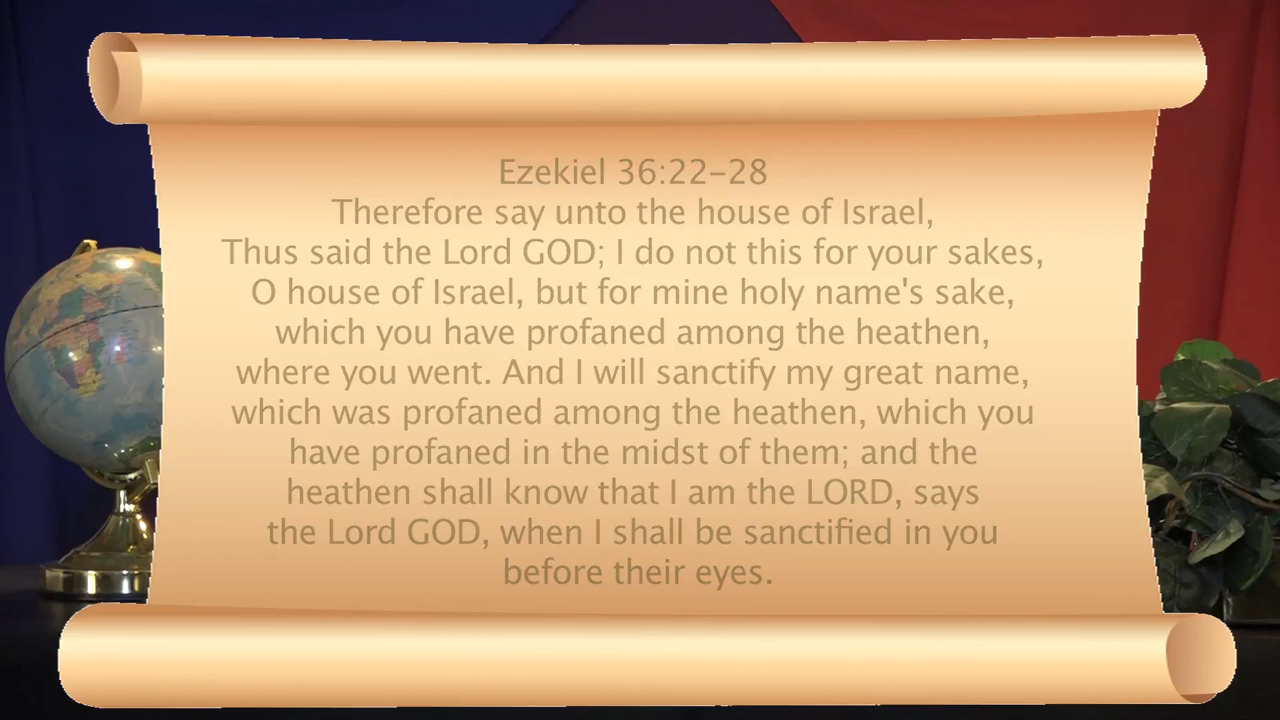 Ezekiel 36:22-28
Therefore say unto the house of Israel,
Thus said the Lord GOD; I do not this for your sakes,
O house of Israel, but for mine holy name's sake,
which you have profaned among the heathen,
where you went. And I will sanctify my great name,
which was profaned among the heathen, which you
have profaned in the midst of them; and the
heathen shall know that I am the LORD, says
the Lord GOD, when I shall be sanctified in you
before their eyes.